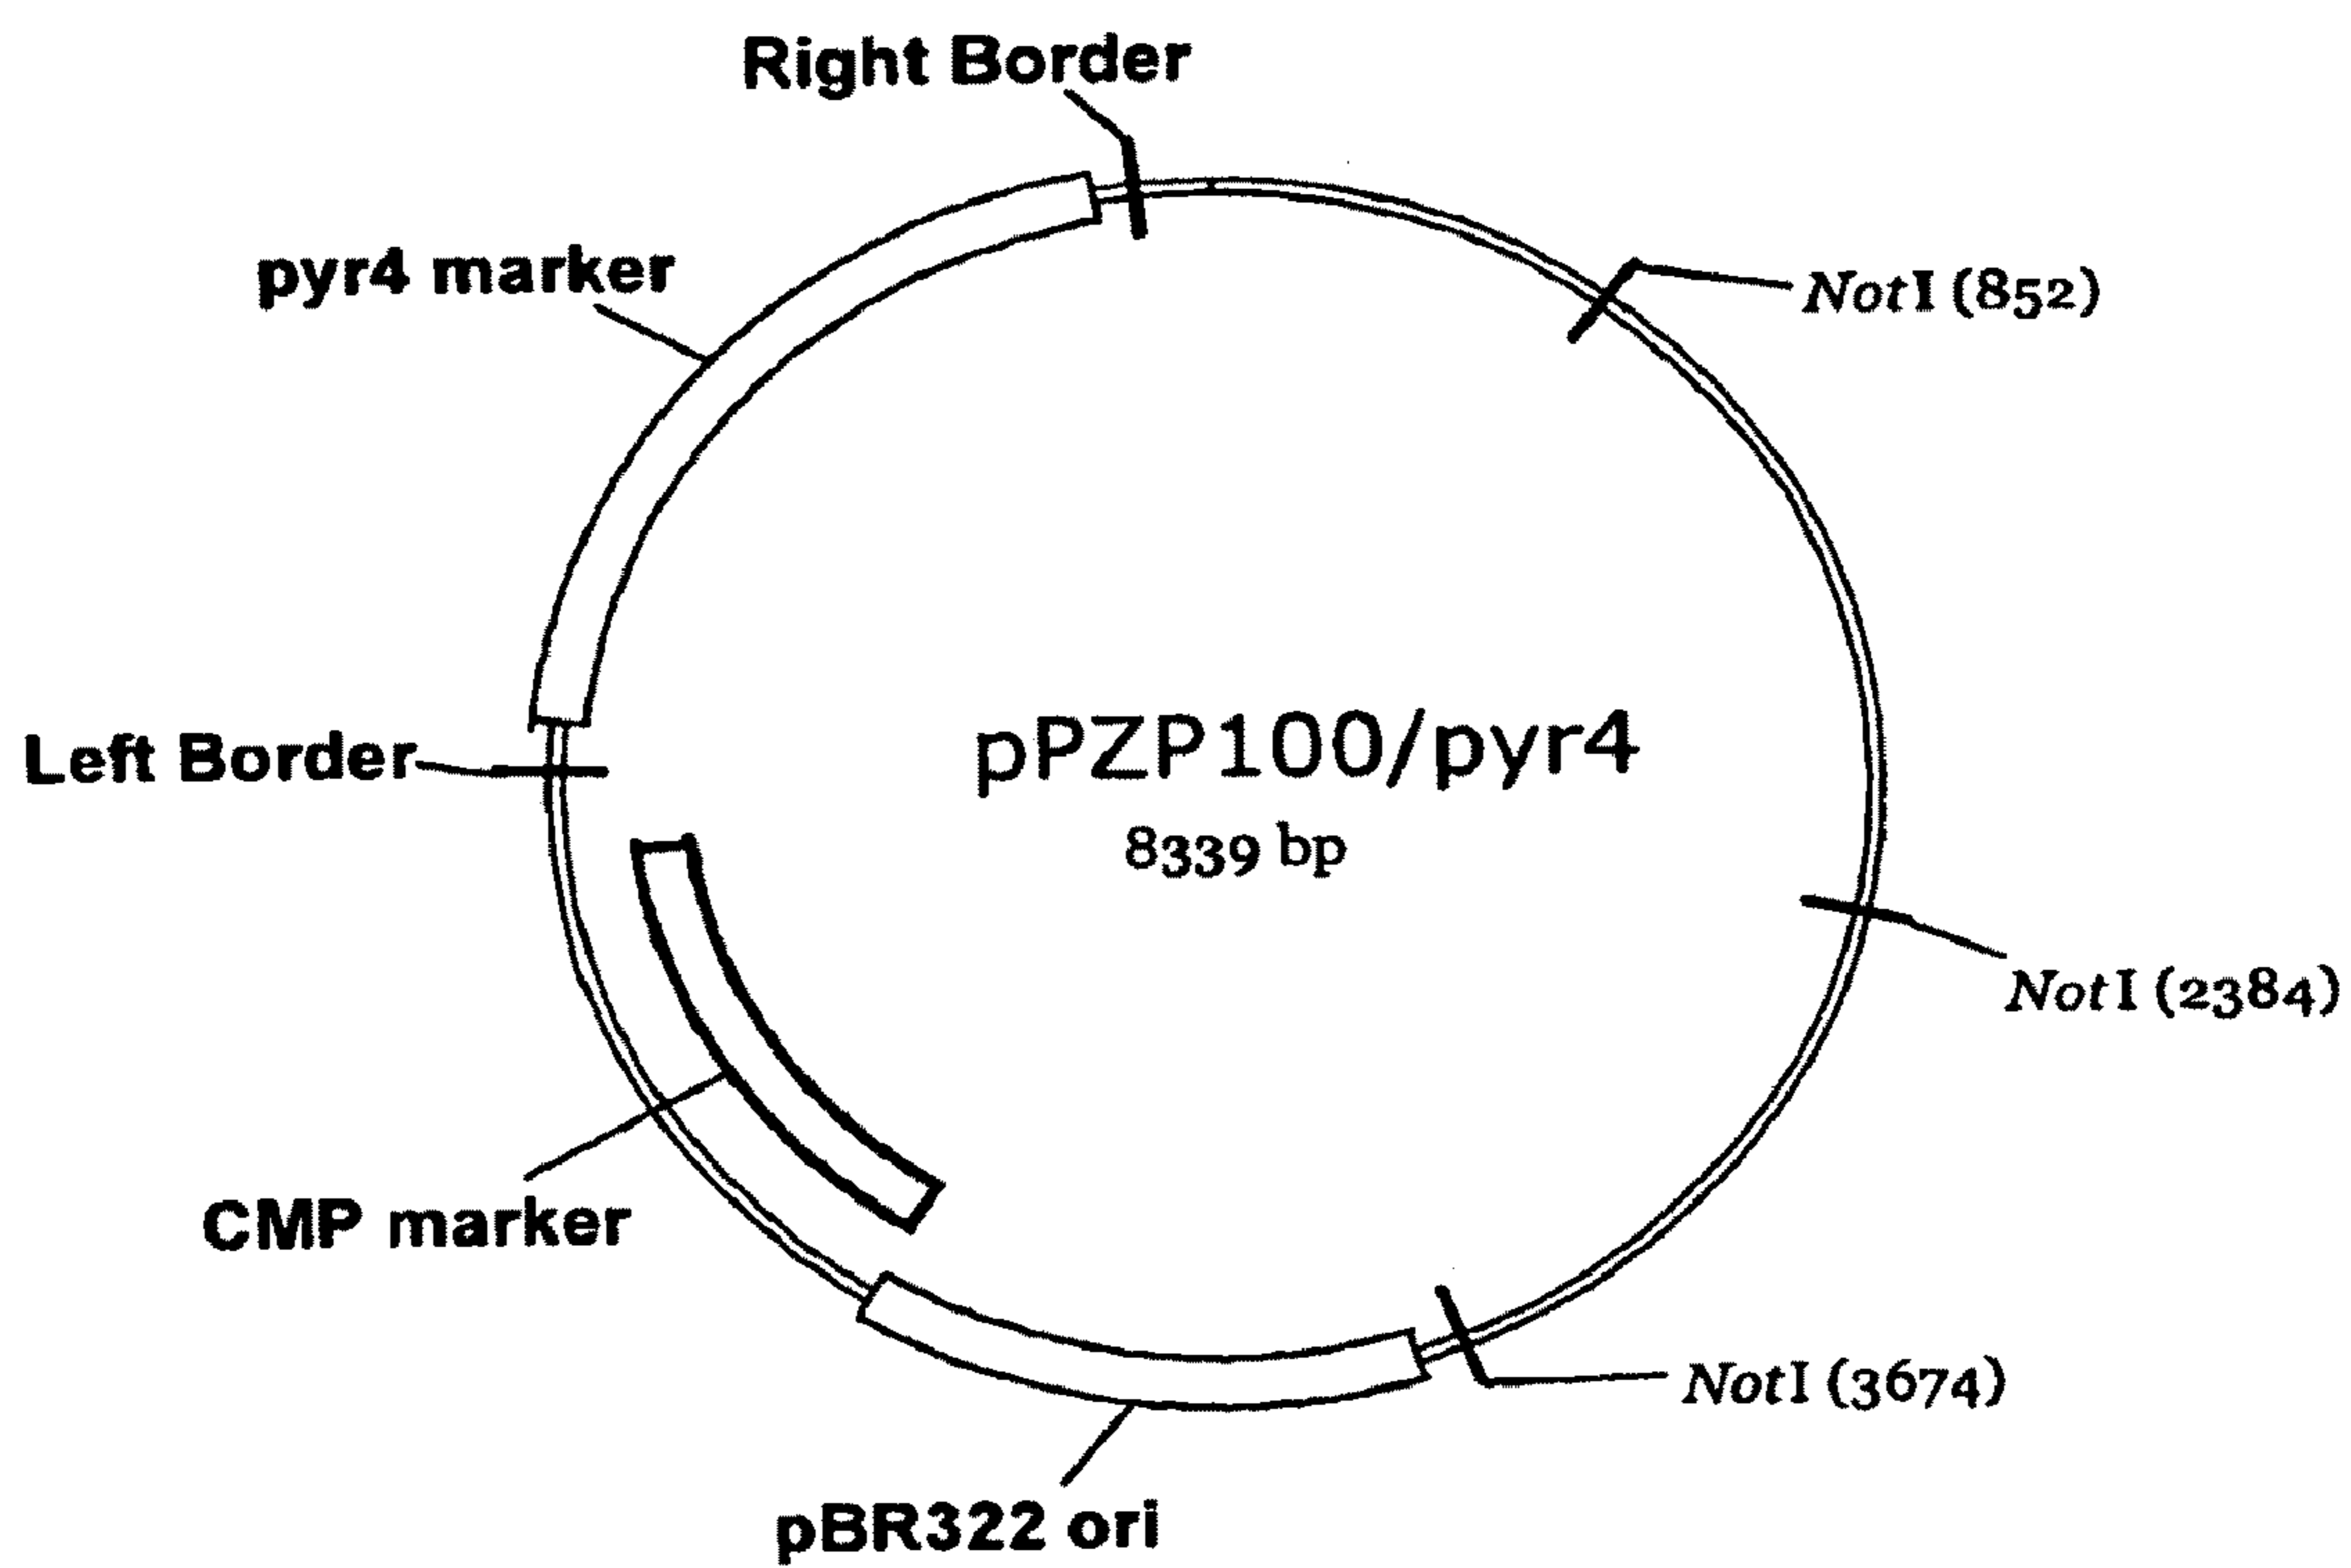 Right Border
pyr4 marker
NotI (852)
Left Border
pPZP100/pyr4
8339 bp
NotI (2384)
CMP marker
NotI (3674)
pBR322 ori